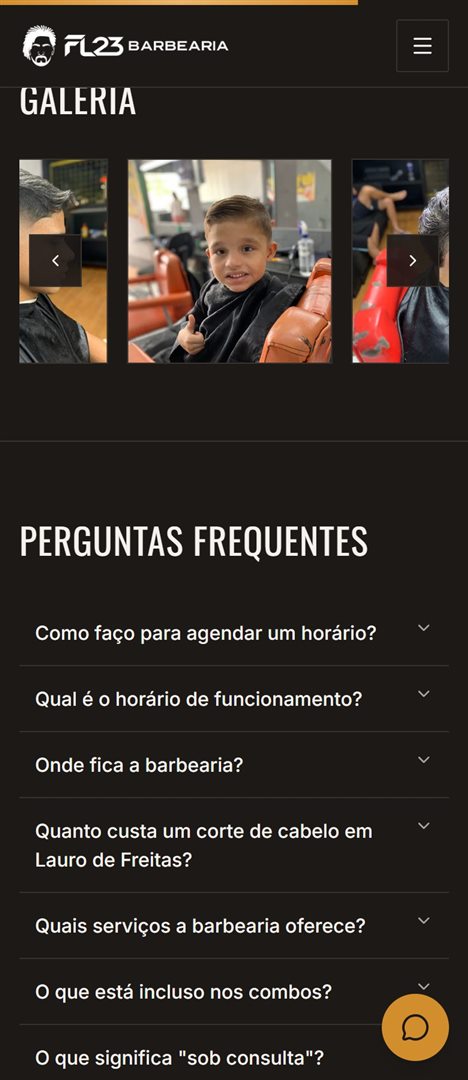 FL23 BARBEARIA
GALERIA
PERGUNTAS FREQUENTES
Como faço para agendar um horário?
Qual é o horário de funcionamento?
Onde fica a barbearia?
Quanto custa um corte de cabelo em
Lauro de Freitas?
Quais serviços a barbearia oferece?
O que está incluso nos combos?
O que significa "sob consulta"?